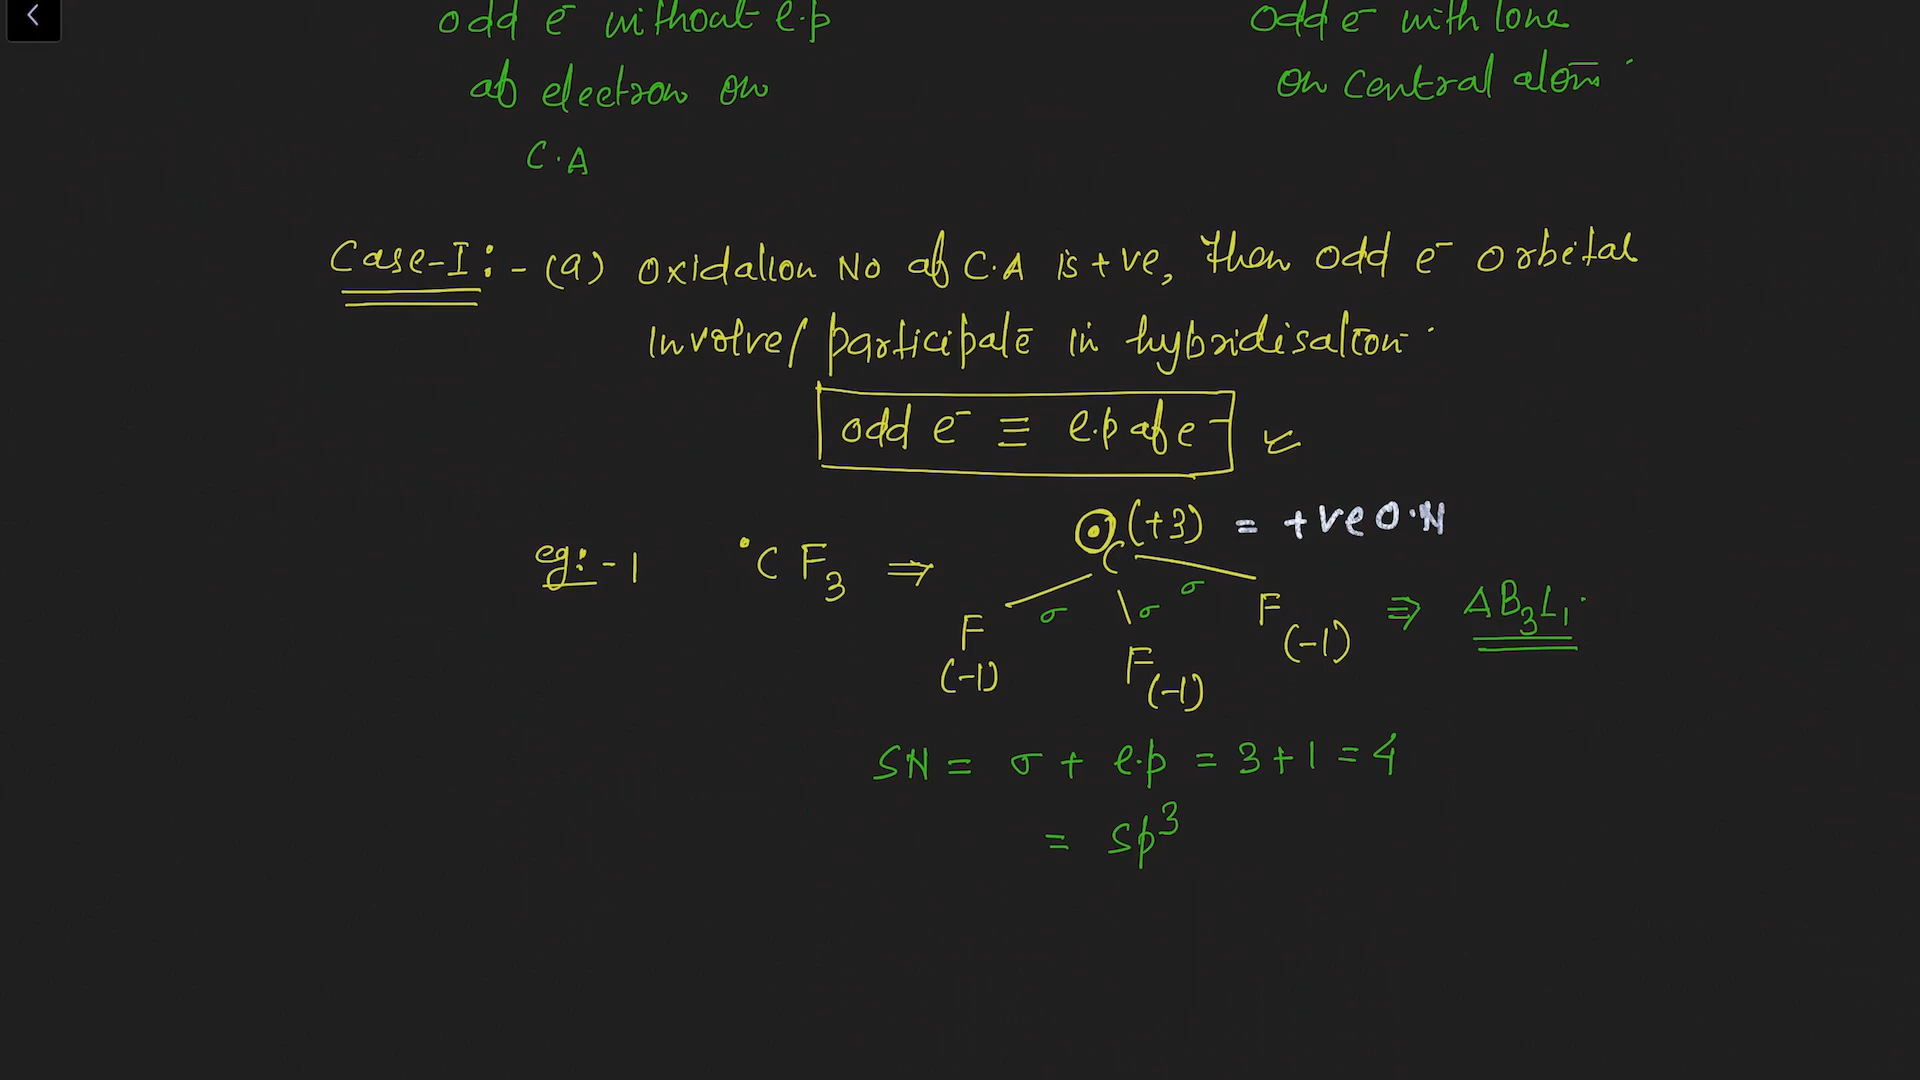 odd e⁻ without l.p
of electron on
C.A
Odd e⁻ with lone
on central atom.
Case-I:- (a) Oxidation No of C.A is +ve, then odd e⁻ orbital
Involve/participate in hybridisation.
odd e⁻ ≡ l.p of e⁻
eg:-1 •CF₃ ⇒
(+3) = +ve O.N
C
σ σ σ
F (-1)
F (-1)
F (-1)
⇒ AB₃L₁.
SN = σ + l.p = 3+1 = 4
= sp³